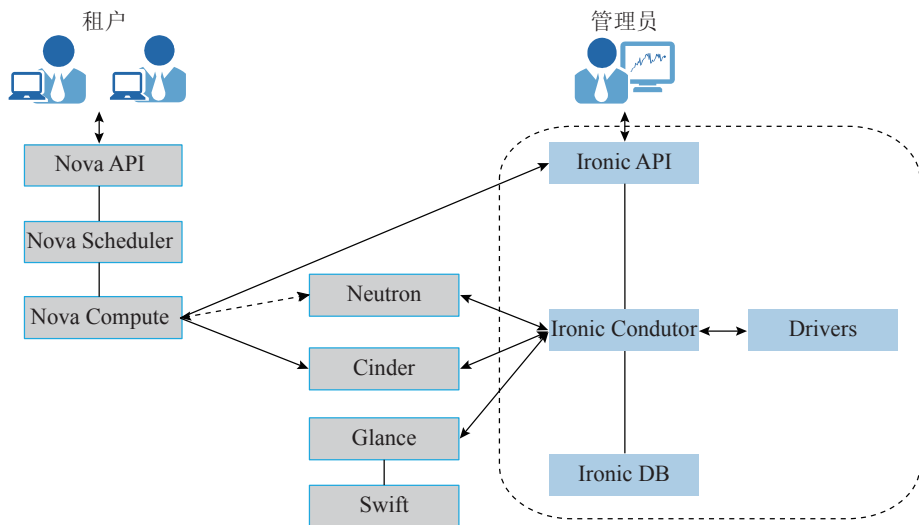 租户
管理员
Nova API
Ironic API
Nova Scheduler
Nova Compute
Neutron
Ironic Condutor
Drivers
Cinder
Glance
Ironic DB
Swift